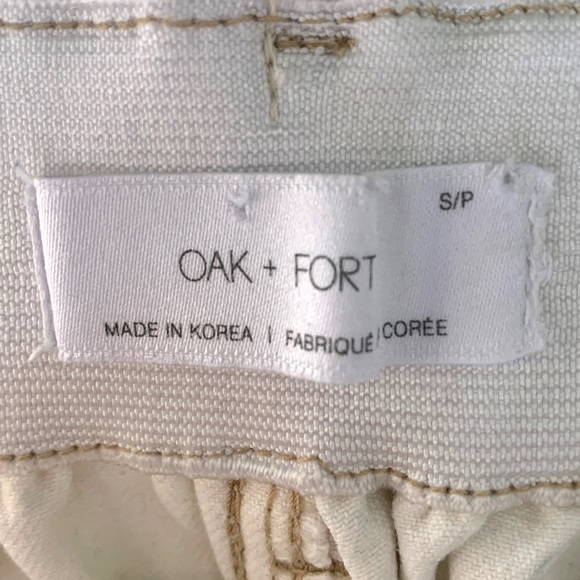 S/P
OAK + FORT
MADE IN KOREA | FABRIQUÉ CORÉE